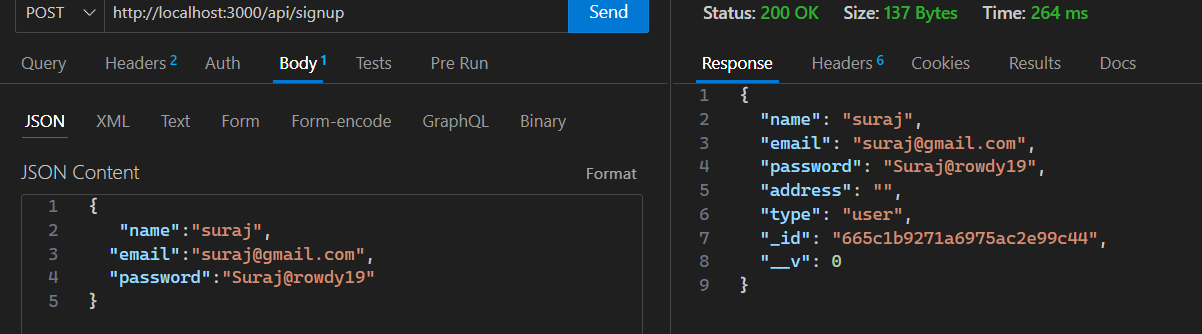 POST http://localhost:3000/api/signup Send
Query Headers 2 Auth Body 1 Tests Pre Run
JSON XML Text Form Form-encode GraphQL Binary
JSON Content Format
1 {
2 "name":"suraj",
3 "email":"suraj@gmail.com",
4 "password":"Suraj@rowdy19"
5 }
Status: 200 OK Size: 137 Bytes Time: 264 ms
Response Headers 6 Cookies Results Docs
1 {
2 "name": "suraj",
3 "email": "suraj@gmail.com",
4 "password": "Suraj@rowdy19",
5 "address": "",
6 "type": "user",
7 "_id": "665c1b9271a6975ac2e99c44",
8 "__v": 0
9 }